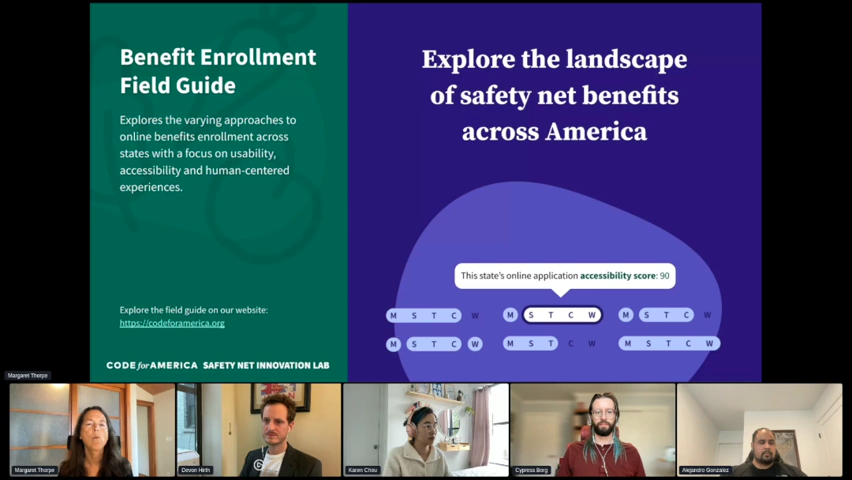 Benefit Enrollment
Field Guide
Explores the varying approaches to
online benefits enrollment across
states with a focus on usability,
accessibility and human-centered
experiences.
Explore the field guide on our website:
https://codeforamerica.org
CODE for AMERICA SAFETY NET INNOVATION LAB
Explore the landscape
of safety net benefits
across America
This state's online application accessibility score: 90
M S T C W M S T C W M S T C W
M S T C W M S T C W M S T C W
Margaret Thorpe
Margaret Thorpe
Devon Hirth
Karen Chou
Cypress Borg
Alejandro Gonzalez